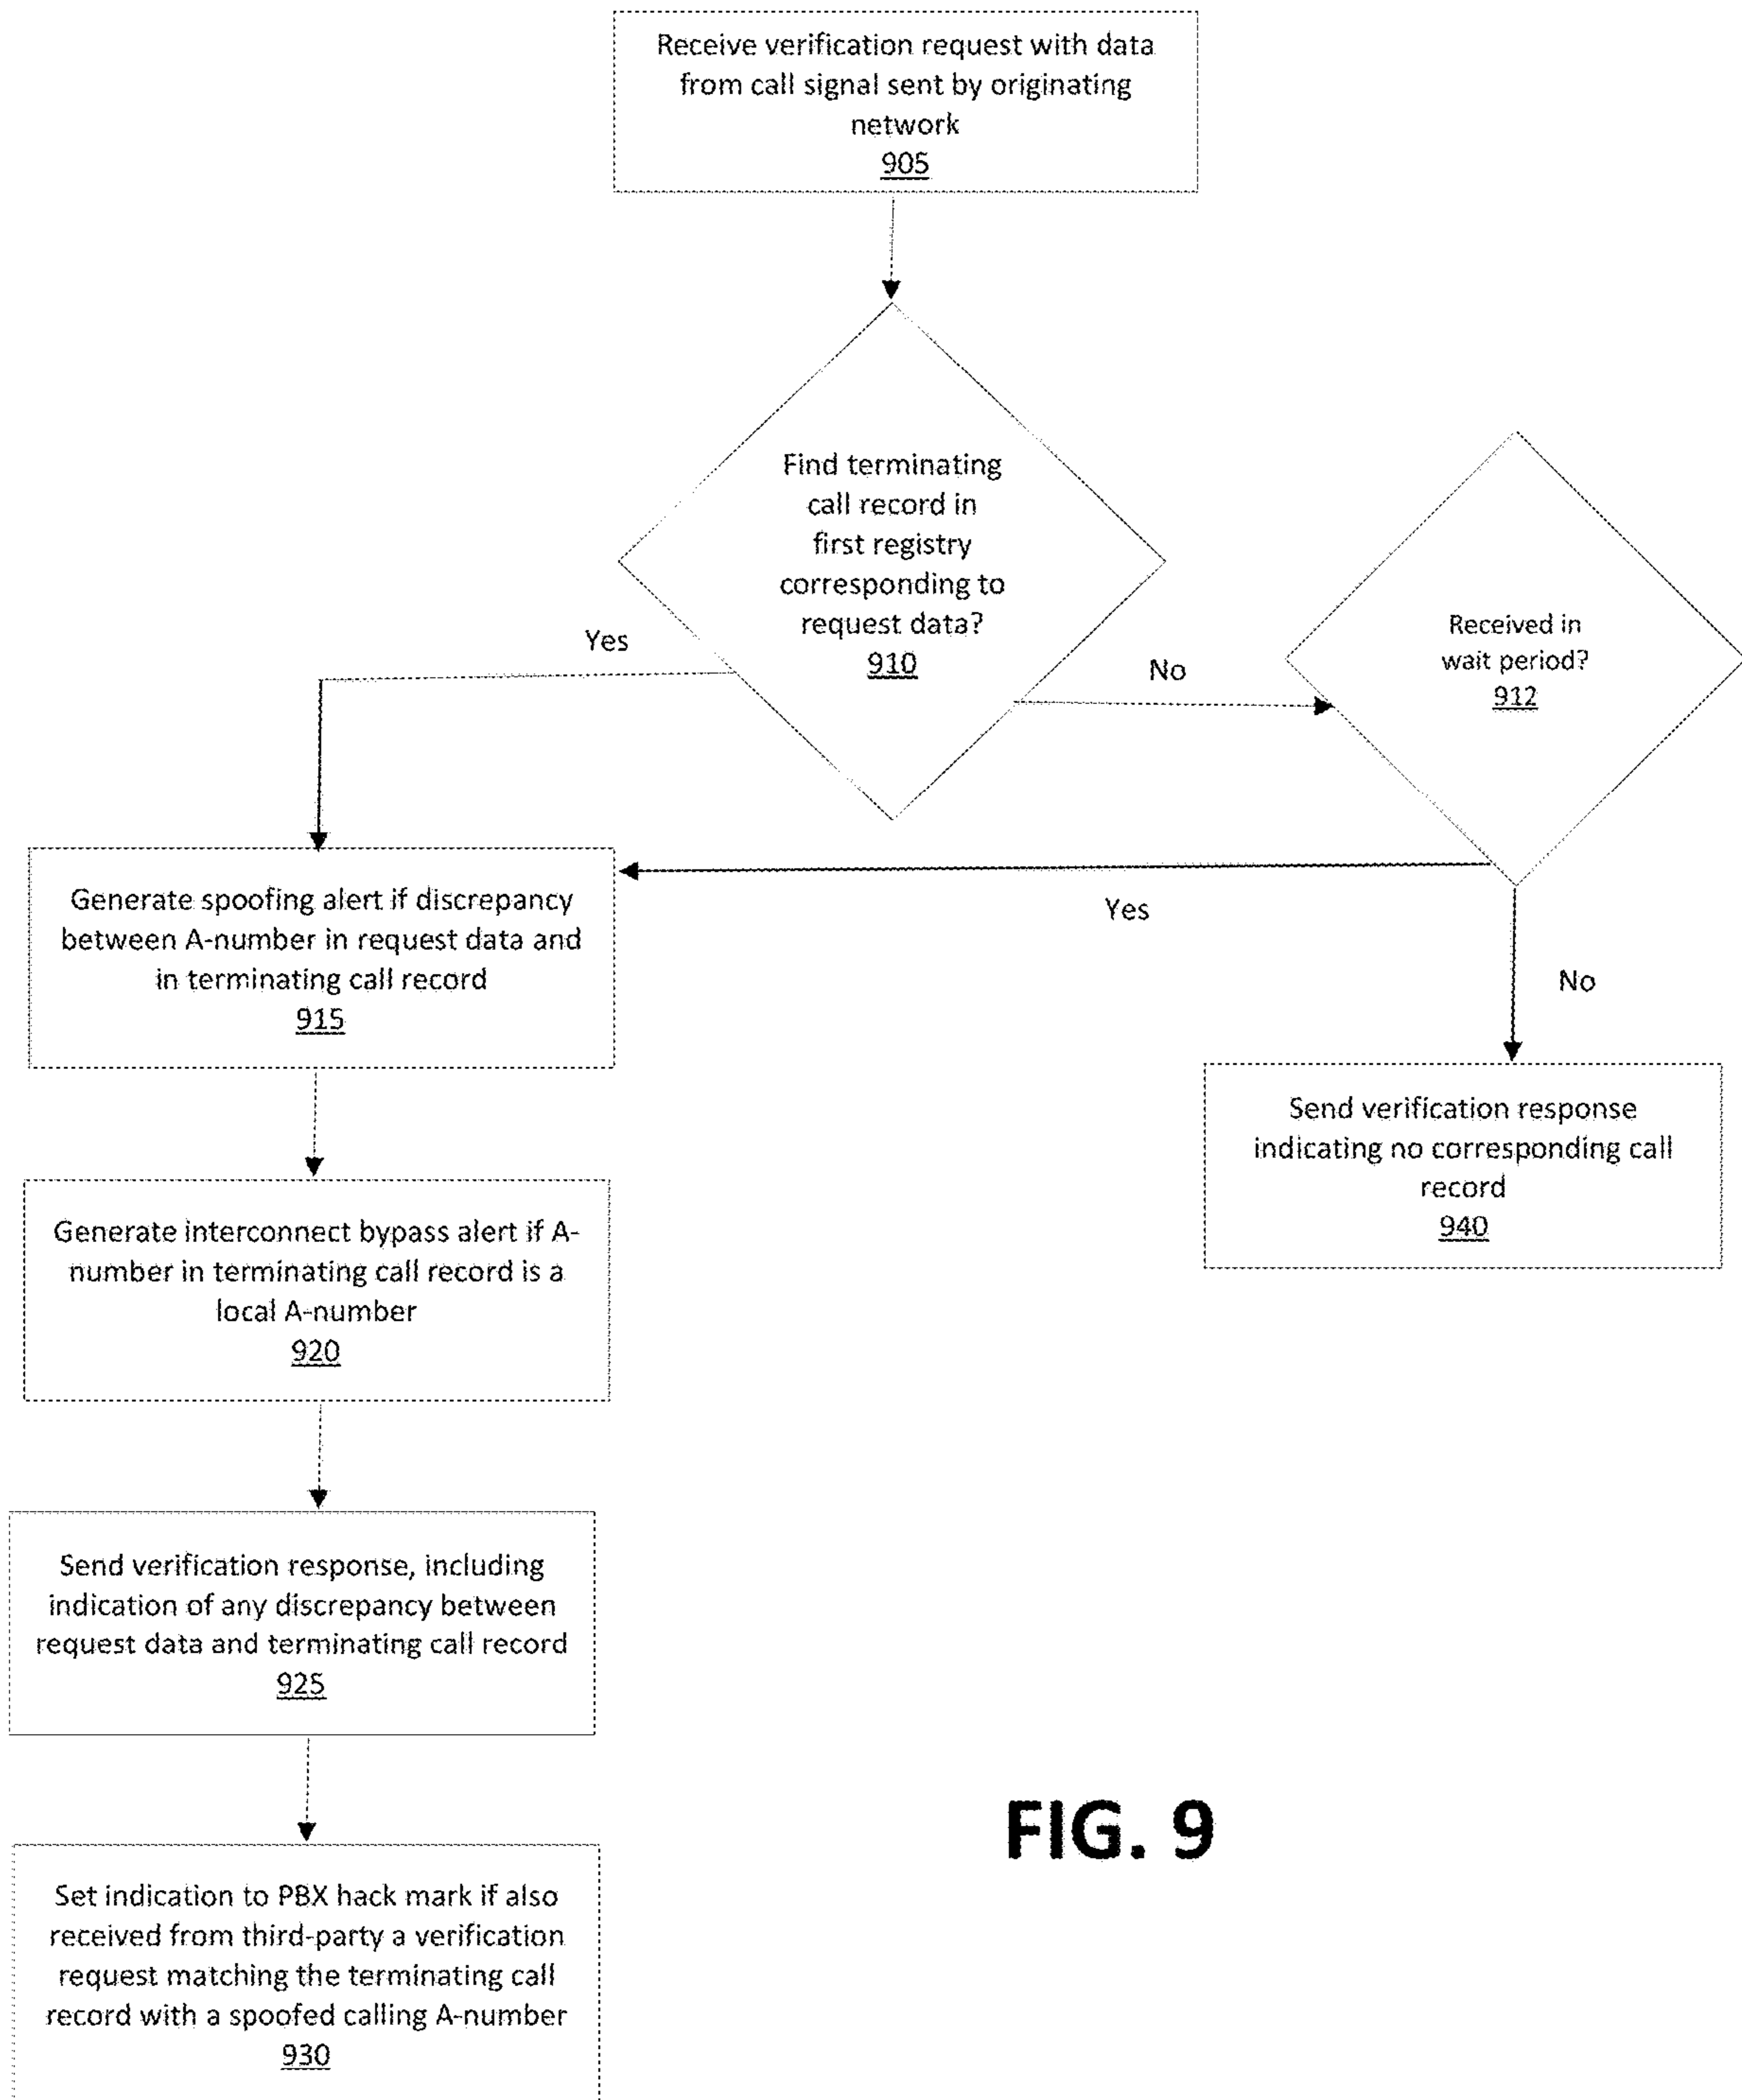 Receive verification request with data
from call signal sent by originating
network
905
Find terminating
call record in
first registry
corresponding to
request data?
910
Yes
No
Received in
wait period?
912
Yes
No
Generate spoofing alert if discrepancy
between A-number in request data and
in terminating call record
915
Send verification response
indicating no corresponding call
record
940
Generate interconnect bypass alert if A-
number in terminating call record is a
local A-number
920
Send verification response, including
indication of any discrepancy between
request data and terminating call record
925
Set indication to PBX hack mark if also
received from third-party a verification
request matching the terminating call
record with a spoofed calling A-number
930
FIG. 9